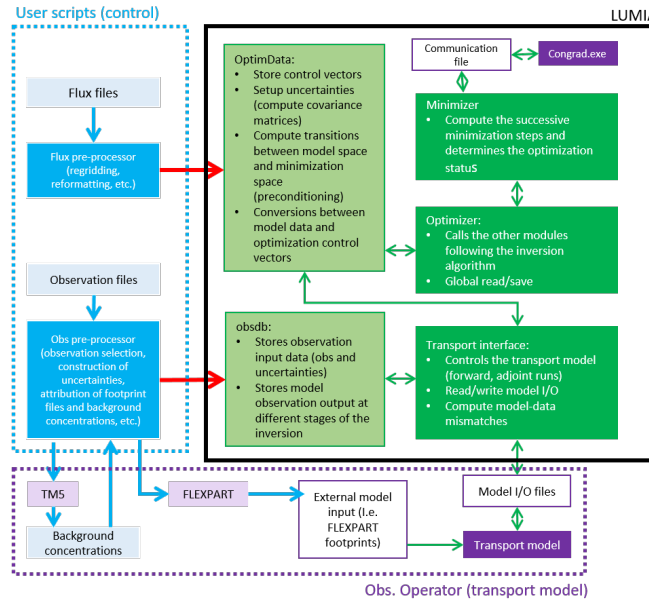 User scripts (control)
LUMIA
Flux files
Flux pre-processor
(regridding,
reformatting, etc.)
Observation files
Obs pre-processor
(observation selection,
construction of
uncertainties,
attribution of footprint
files and background
concentrations, etc.)
OptimData:
• Store control vectors
• Setup uncertainties
(compute covariance
matrices)
• Compute transitions
between model space
and minimization
space
(preconditioning)
• Conversions between
model data and
optimization control
vectors
Communication
file
Congrad.exe
Minimizer
• Compute the successive
minimization steps and
determines the optimization
status
Optimizer:
• Calls the other modules
following the inversion
algorithm
• Global read/save
obsdb:
• Stores observation
input data (obs and
uncertainties)
• Stores model
observation output at
different stages of the
inversion
Transport interface:
• Controls the transport model
(forward, adjoint runs)
• Read/write model I/O
• Compute model-data
mismatches
TM5
Background
concentrations
FLEXPART
External model
input (I.e.
FLEXPART
footprints)
Model I/O files
Transport model
Obs. Operator (transport model)